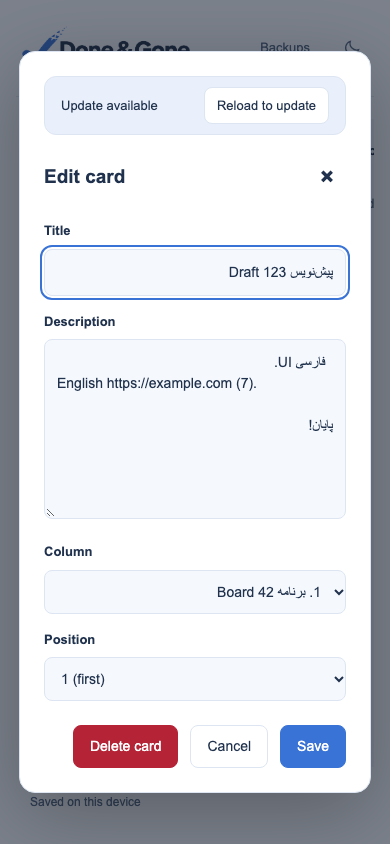 Done & Gone
Backups
Update available
Reload to update
Edit card
Title
پیش‌نویس Draft 123
Description
فارسی UI.
English https://example.com (7).
پایان!
Column
1. برنامه Board 42
Position
1 (first)
Delete card
Cancel
Save
Saved on this device